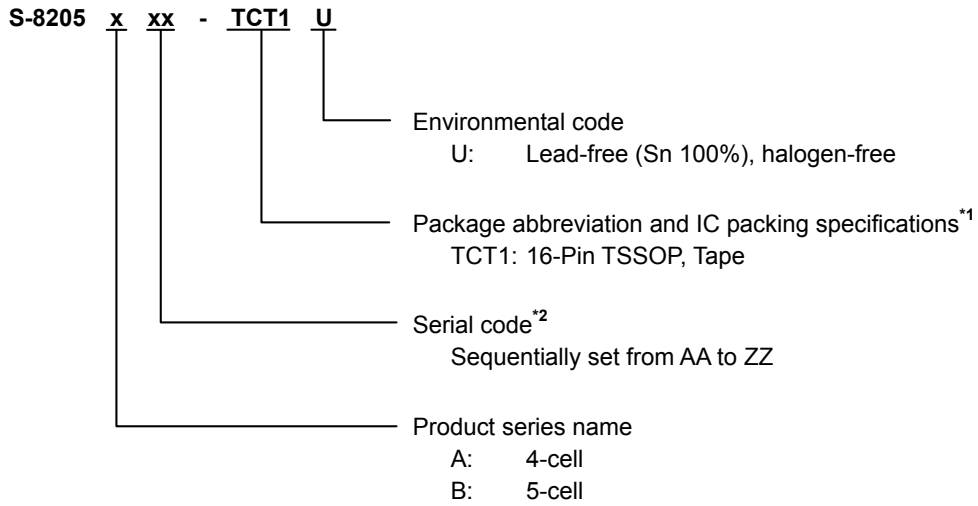 S-8205 x xx - TCT1 U
Environmental code
U: Lead-free (Sn 100%), halogen-free
Package abbreviation and IC packing specifications*1
TCT1: 16-Pin TSSOP, Tape
Serial code*2
Sequentially set from AA to ZZ
Product series name
A: 4-cell
B: 5-cell